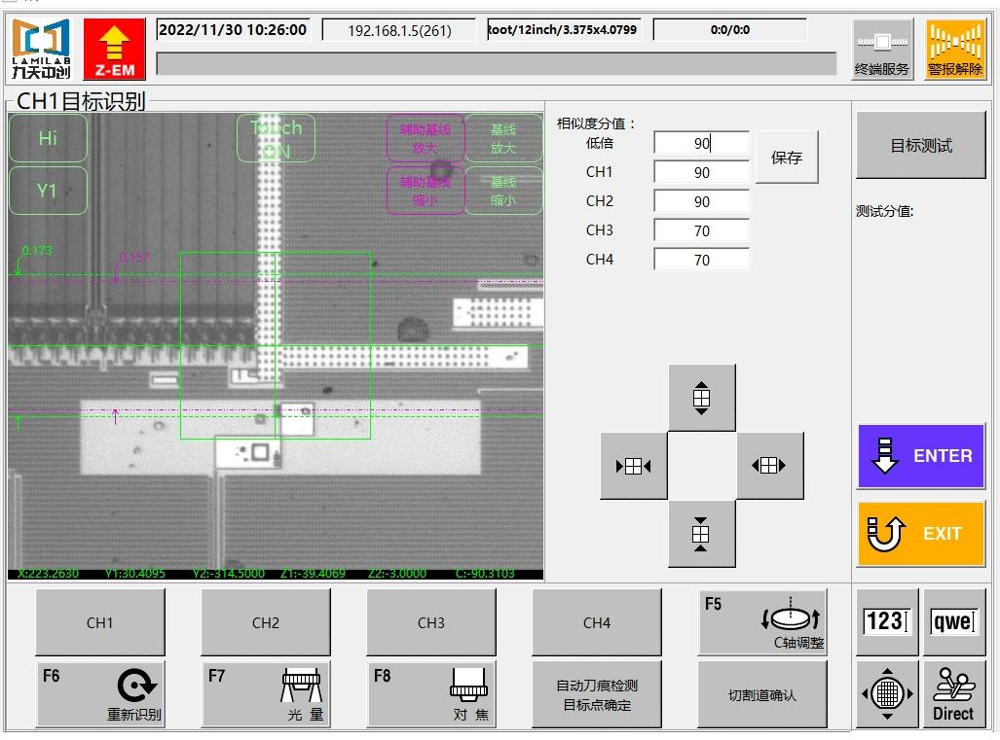 LAMILAB
九天中创
Z-EM
2022/11/30 10:26:00
192.168.1.5(261)
Root/12inch/3.375x4.0799
0:0/0:0
终端服务
警报解除
CH1目标识别
Hi
Touch
ON
辅助基线
放大
基线
放大
Y1
辅助基线
缩小
基线
缩小
0.173
0.157
X:223.2630 Y1:30.4095 Y2:-314.5000 Z1:-39.4069 Z2:-3.0000 C:-90.3103
相似度分值：
低倍 90
CH1 90
CH2 90
CH3 70
CH4 70
保存
目标测试
测试分值:
ENTER
EXIT
CH1
CH2
CH3
CH4
F5
C轴调整
123
qwe
F6
重新识别
F7
光 量
F8
对 焦
自动刀痕检测
目标点确定
切割道确认
Direct